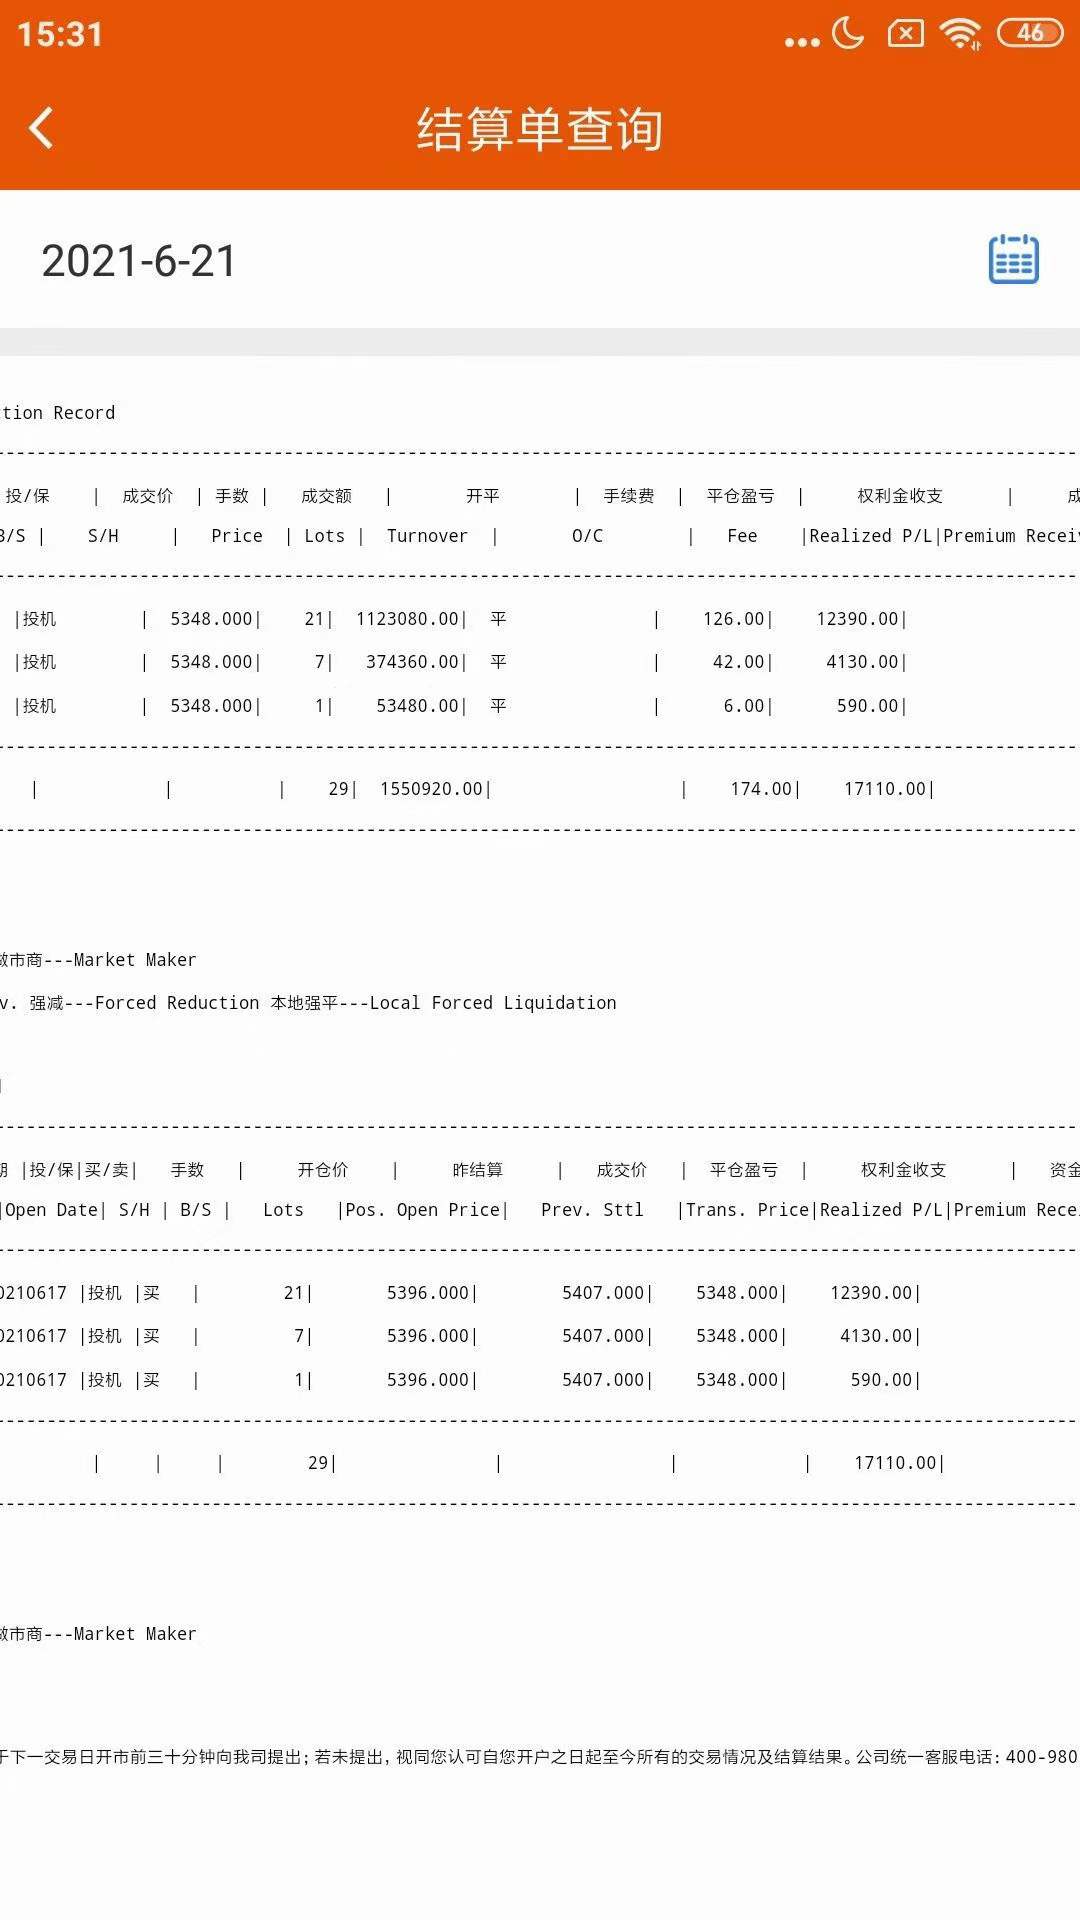 15:31
46
结算单查询
2021-6-21
tion Record
投/保 | 成交价 | 手数 | 成交额 | 开平 | 手续费 | 平仓盈亏 | 权利金收支 |
B/S | S/H | Price | Lots | Turnover | O/C | Fee |Realized P/L|Premium Recei
|投机 | 5348.000| 21| 1123080.00| 平 | 126.00| 12390.00|
|投机 | 5348.000| 7| 374360.00| 平 | 42.00| 4130.00|
|投机 | 5348.000| 1| 53480.00| 平 | 6.00| 590.00|
| | | 29| 1550920.00| | 174.00| 17110.00|
做市商---Market Maker
v. 强减---Forced Reduction 本地强平---Local Forced Liquidation
期 |投/保|买/卖| 手数 | 开仓价 | 昨结算 | 成交价 | 平仓盈亏 | 权利金收支 | 资金
|Open Date| S/H | B/S | Lots |Pos. Open Price| Prev. Sttl |Trans. Price|Realized P/L|Premium Rece
0210617 |投机 |买 | 21| 5396.000| 5407.000| 5348.000| 12390.00|
0210617 |投机 |买 | 7| 5396.000| 5407.000| 5348.000| 4130.00|
0210617 |投机 |买 | 1| 5396.000| 5407.000| 5348.000| 590.00|
| | | 29| | | | 17110.00|
做市商---Market Maker
于下一交易日开市前三十分钟向我司提出；若未提出，视同您认可自您开户之日起至今所有的交易情况及结算结果。公司统一客服电话：400-980